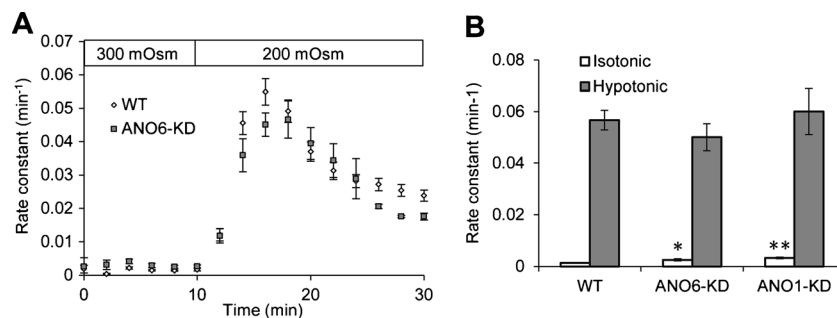 A
300 mOsm 200 mOsm
WT
ANO6-KD
Rate constant (min⁻¹)
0.07
0.06
0.05
0.04
0.03
0.02
0.01
0
0 10 20 30
Time (min)
B
Isotonic
Hypotonic
Rate constant (min-1)
0.08
0.06
0.04
0.02
0
* **
WT ANO6-KD ANO1-KD